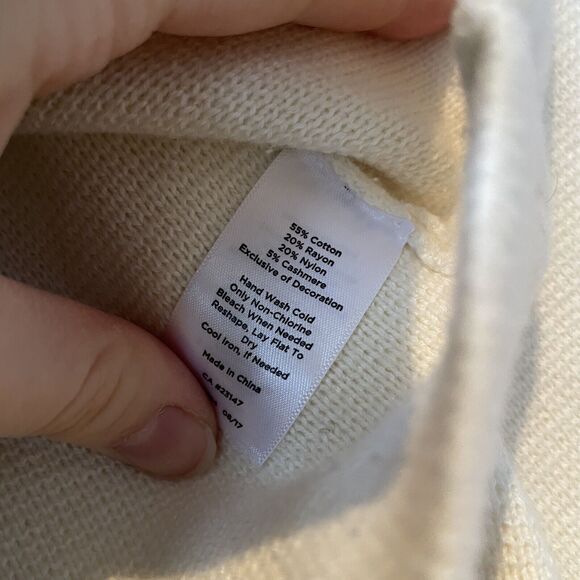 55% Cotton
20% Rayon
20% Nylon
5% Cashmere
Exclusive of Decoration
Hand Wash Cold
Only Non-Chlorine
Bleach When Needed
Reshape, Lay Flat To
Dry
Cool Iron, If Needed
Made in China
CA #23147
08/17